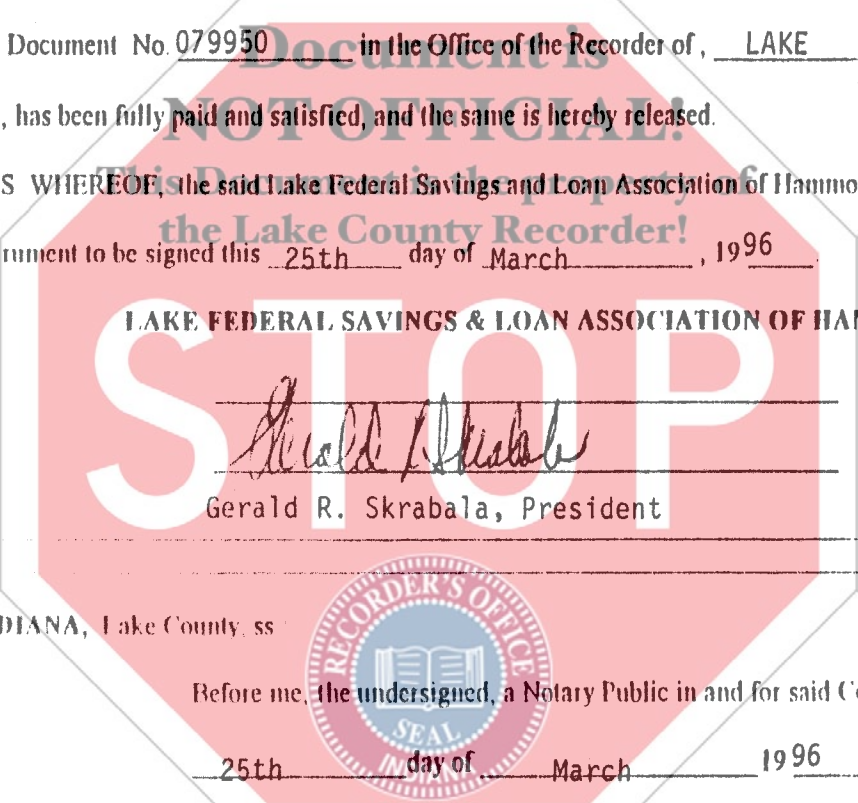 Document No. 079950 in the Office of the Recorder of, LAKE
Document is
, has been fully paid and satisfied, and the same is hereby released.
NOT OFFICIAL!
S WHEREOF, the said Lake Federal Savings and Loan Association of Hammo
This Document is the property of
the Lake County Recorder!
rument to be signed this 25th day of March, 1996.
LAKE FEDERAL SAVINGS & LOAN ASSOCIATION OF HA
STOP
Gerald R Skrabala
Gerald R. Skrabala, President
DIANA, Lake County, ss
RECORDER'S OFFICE
Before me, the undersigned, a Notary Public in and for said C
SEAL
INDIANA
25th day of March 1996